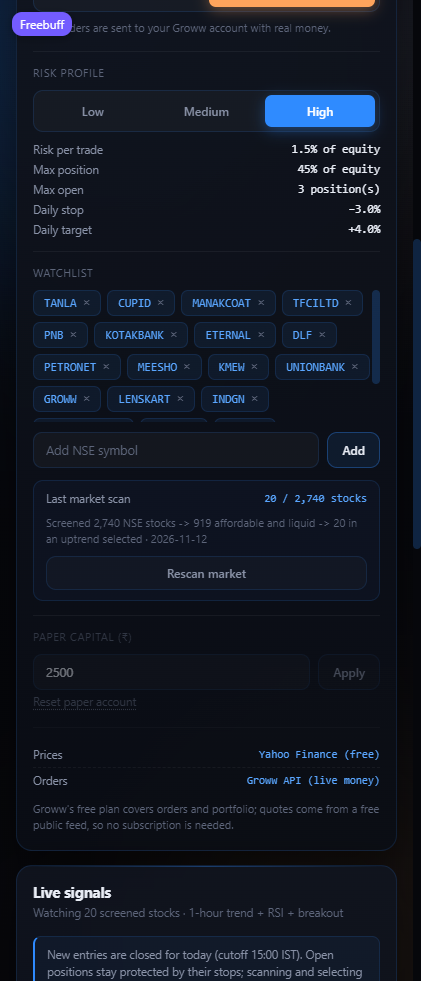 Freebuff
ders are sent to your Groww account with real money.
RISK PROFILE
Low Medium High
Risk per trade 1.5% of equity
Max position 45% of equity
Max open 3 position(s)
Daily stop −3.0%
Daily target +4.0%
WATCHLIST
TANLA × CUPID × MANAKCOAT × TFCILTD ×
PNB × KOTAKBANK × ETERNAL × DLF ×
PETRONET × MEESHO × KMEW × UNIONBANK ×
GROWW × LENSKART × INDGN ×
Add NSE symbol Add
Last market scan 20 / 2,740 stocks
Screened 2,740 NSE stocks -> 919 affordable and liquid -> 20 in
an uptrend selected · 2026-11-12
Rescan market
PAPER CAPITAL (₹)
2500 Apply
Reset paper account
Prices Yahoo Finance (free)
Orders Groww API (live money)
Groww's free plan covers orders and portfolio; quotes come from a free
public feed, so no subscription is needed.
Live signals
Watching 20 screened stocks · 1-hour trend + RSI + breakout
New entries are closed for today (cutoff 15:00 IST). Open
positions stay protected by their stops; scanning and selecting